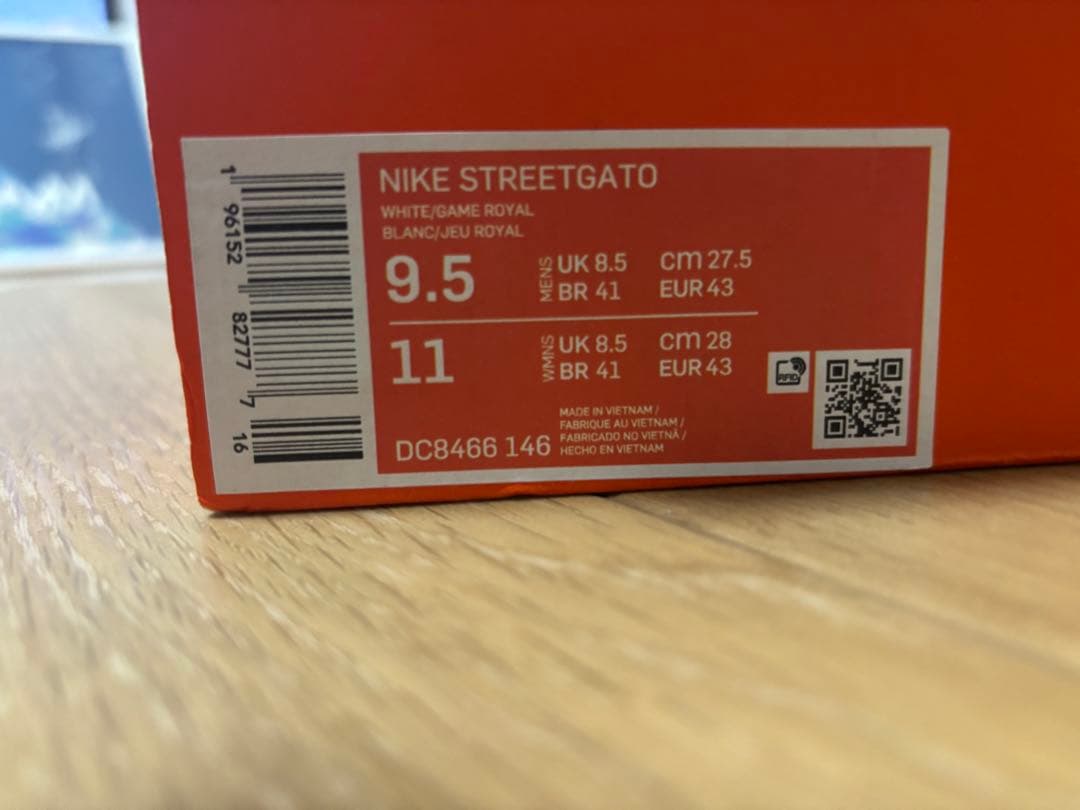 1 96152 82777 7
16
NIKE STREETGATO
WHITE/GAME ROYAL
BLANC/JEU ROYAL
9.5 MENS UK 8.5 cm 27.5
BR 41 EUR 43
11 WMNS UK 8.5 cm 28
BR 41 EUR 43
RFID
DC8466 146
MADE IN VIETNAM /
FABRIQUE AU VIETNAM /
FABRICADO NO VIETNÃ /
HECHO EN VIETNAM